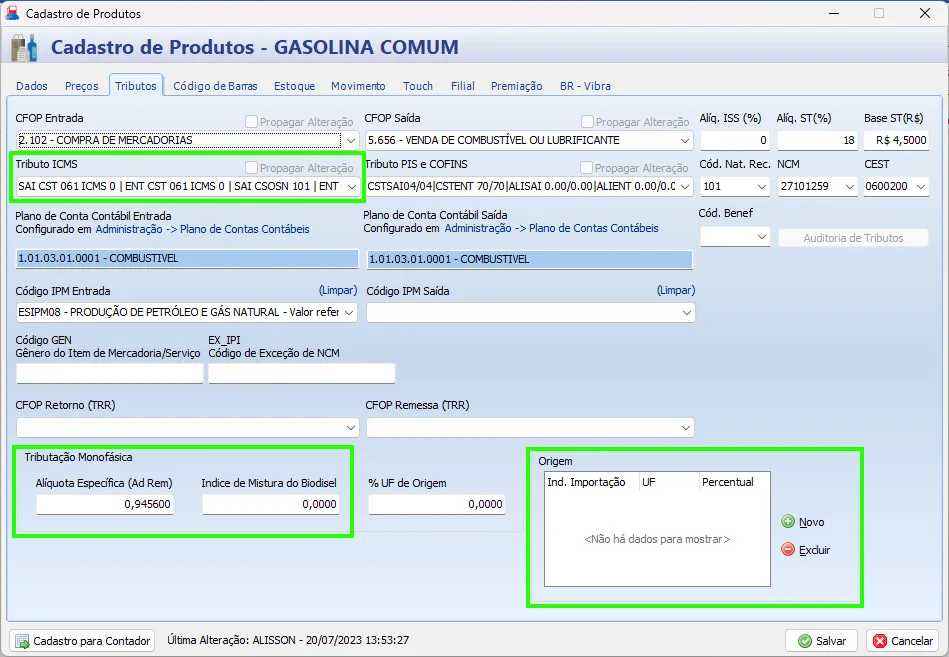 Cadastro de Produtos
Cadastro de Produtos - GASOLINA COMUM
Dados Preços Tributos Código de Barras Estoque Movimento Touch Filial Premiação BR - Vibra
CFOP Entrada Propagar Alteração CFOP Saída Propagar Alteração Alíq. ISS (%) Alíq. ST(%) Base ST(R$)
2.102 - COMPRA DE MERCADORIAS 5.656 - VENDA DE COMBUSTÍVEL OU LUBRIFICANTE 0 18 R$ 4,5000
Tributo ICMS Propagar Alteração Tributo PIS e COFINS Propagar Alteração Cód. Nat. Rec. NCM CEST
SAI CST 061 ICMS 0 | ENT CST 061 ICMS 0 | SAI CSOSN 101 | ENT CSTSAI04/04|CSTENT 70/70|ALISAI 0.00/0.00|ALIENT 0.00/0.0 101 27101259 0600200
Plano de Conta Contábil Entrada Plano de Conta Contábil Saída Cód. Benef
Configurado em Administração -> Plano de Contas Contábeis Configurado em Administração -> Plano de Contas Contábeis Auditoria de Tributos
1.01.03.01.0001 - COMBUSTIVEL 1.01.03.01.0001 - COMBUSTIVEL
Código IPM Entrada (Limpar) Código IPM Saída (Limpar)
ESIPM08 - PRODUÇÃO DE PETRÓLEO E GÁS NATURAL - Valor refer
Código GEN EX_IPI
Gênero do Item de Mercadoria/Serviço Código de Exceção de NCM
CFOP Retorno (TRR) CFOP Remessa (TRR)
Tributação Monofásica Origem
Alíquota Específica (Ad Rem) Indice de Mistura do Biodisel % UF de Origem Ind. Importação UF Percentual
0,945600 0,0000 0,0000
Novo
<Não há dados para mostrar>
Excluir
Cadastro para Contador Última Alteração: ALISSON - 20/07/2023 13:53:27 Salvar Cancelar